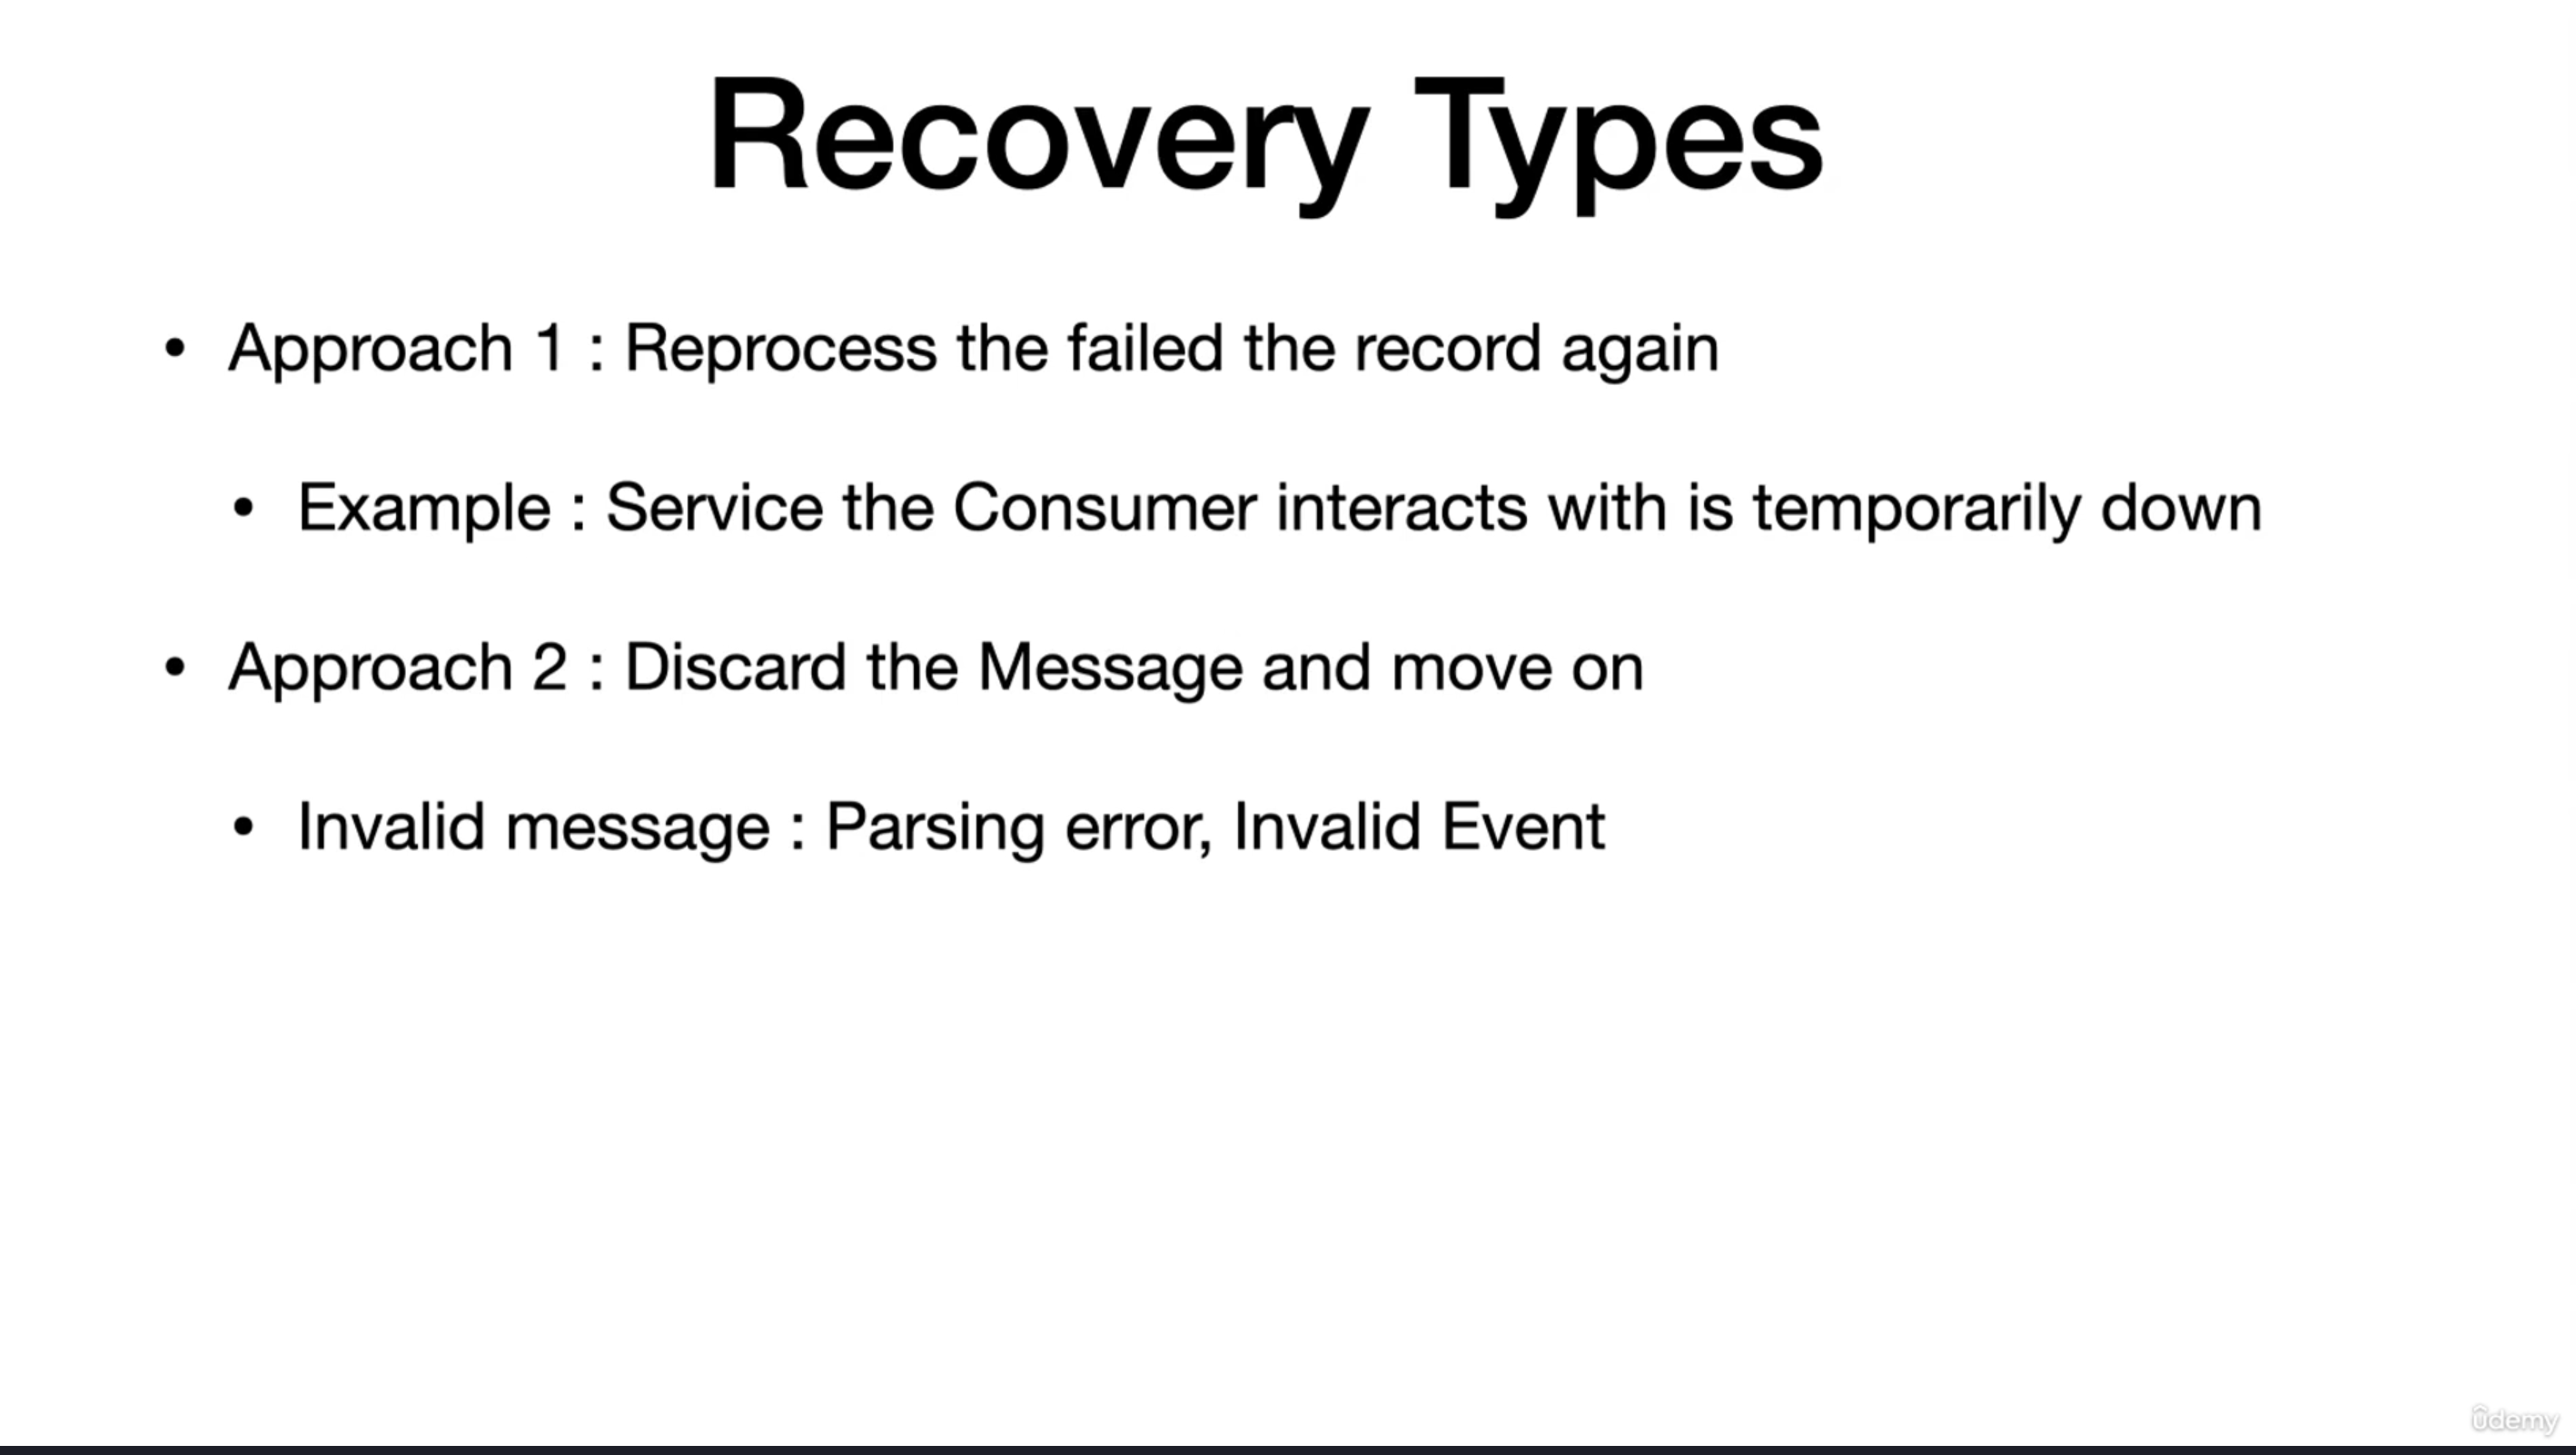 Recovery Types
• Approach 1 : Reprocess the failed the record again
• Example : Service the Consumer interacts with is temporarily down
• Approach 2 : Discard the Message and move on
• Invalid message : Parsing error, Invalid Event
ûdemy